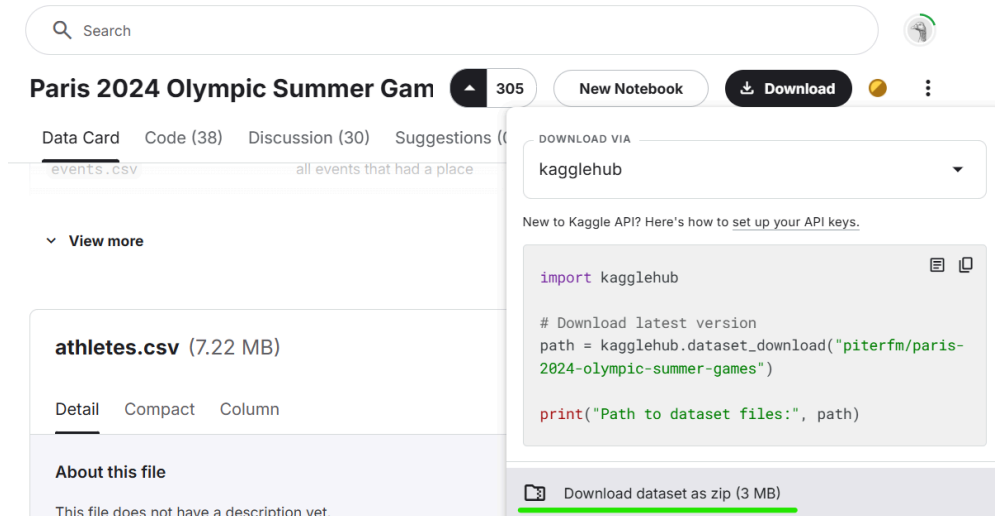 Search
Paris 2024 Olympic Summer Gam
305
New Notebook
Download
Data Card
Code (38)
Discussion (30)
Suggestions (
events.csv
all events that had a place
View more
athletes.csv (7.22 MB)
Detail
Compact
Column
About this file
This file does not have a description yet.
DOWNLOAD VIA
kagglehub
New to Kaggle API? Here's how to set up your API keys.
import kagglehub
# Download latest version
path = kagglehub.dataset_download("piterfm/paris-
2024-olympic-summer-games")
print("Path to dataset files:", path)
Download dataset as zip (3 MB)